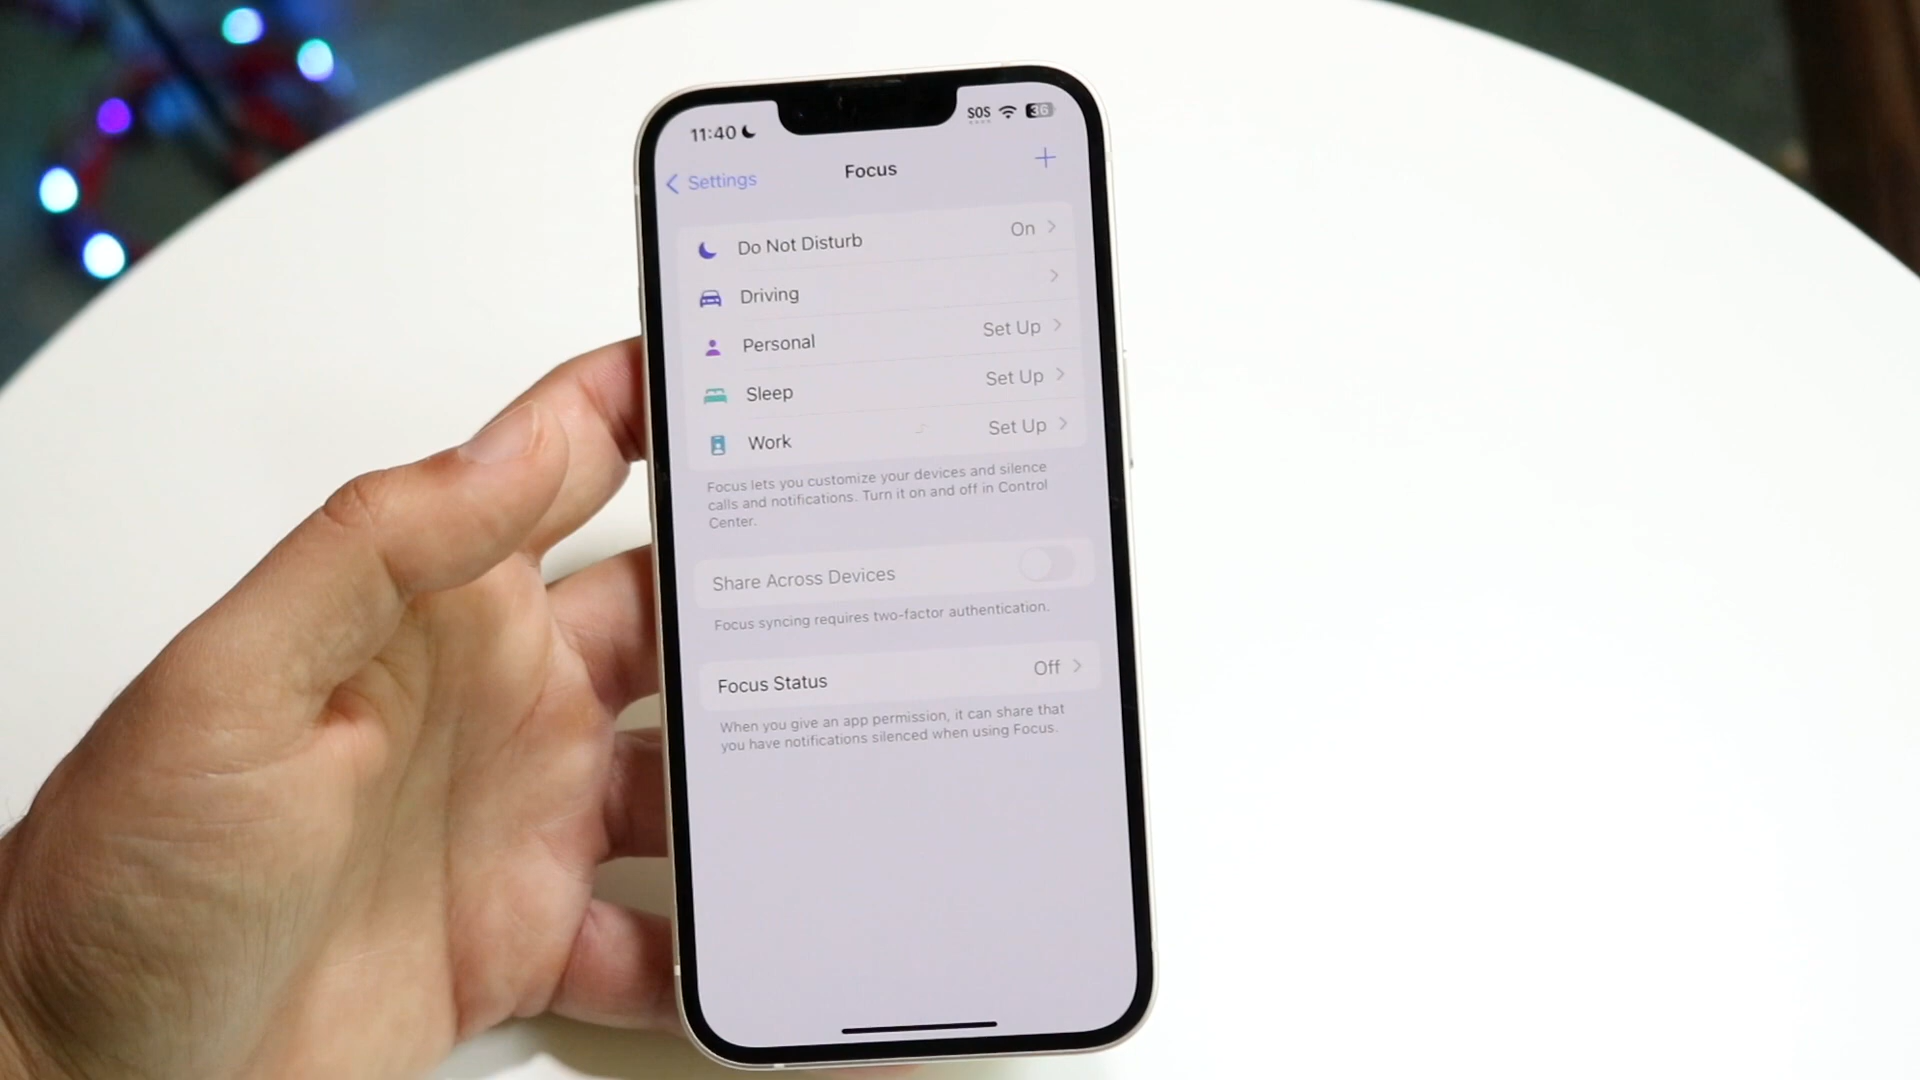 11:40
SOS
36
Settings
Focus
Do Not Disturb On
Driving
Personal Set Up
Sleep Set Up
Work Set Up
Focus lets you customize your devices and silence
calls and notifications. Turn it on and off in Control
Center.
Share Across Devices
Focus syncing requires two-factor authentication.
Focus Status Off
When you give an app permission, it can share that
you have notifications silenced when using Focus.